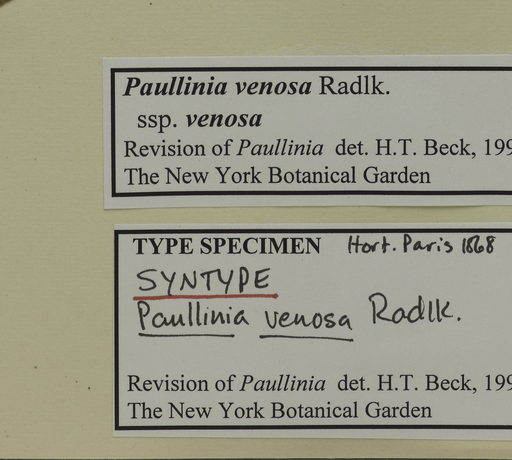 Paullinia venosa Radlk.
ssp. venosa
Revision of Paullinia det. H.T. Beck, 199
The New York Botanical Garden
TYPE SPECIMEN Hort. Paris 1868
SYNTYPE
Paullinia venosa Radlk.
Revision of Paullinia det. H.T. Beck, 199
The New York Botanical Garden